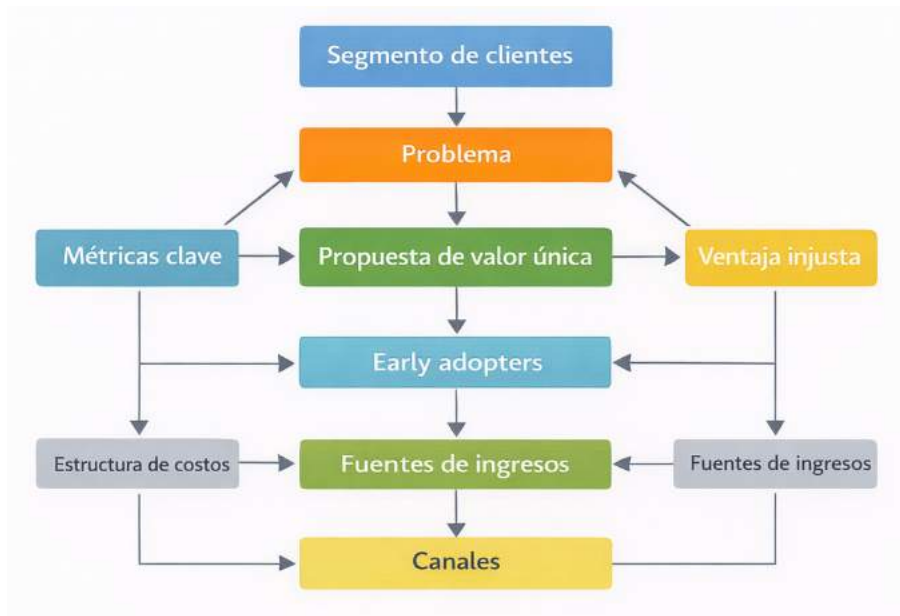 Segmento de clientes
Problema
Métricas clave
Propuesta de valor única
Ventaja injusta
Early adopters
Estructura de costos
Fuentes de ingresos
Fuentes de ingresos
Canales